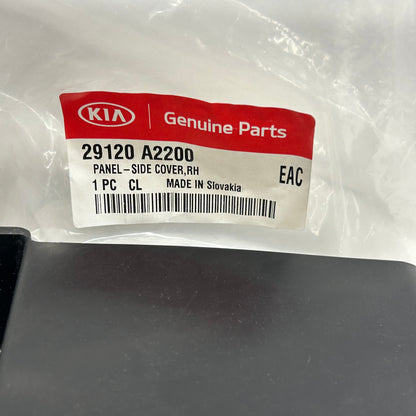 KIA Genuine Parts
29120 A2200
PANEL-SIDE COVER,RH
1 PC CL MADE IN Slovakia
EAC